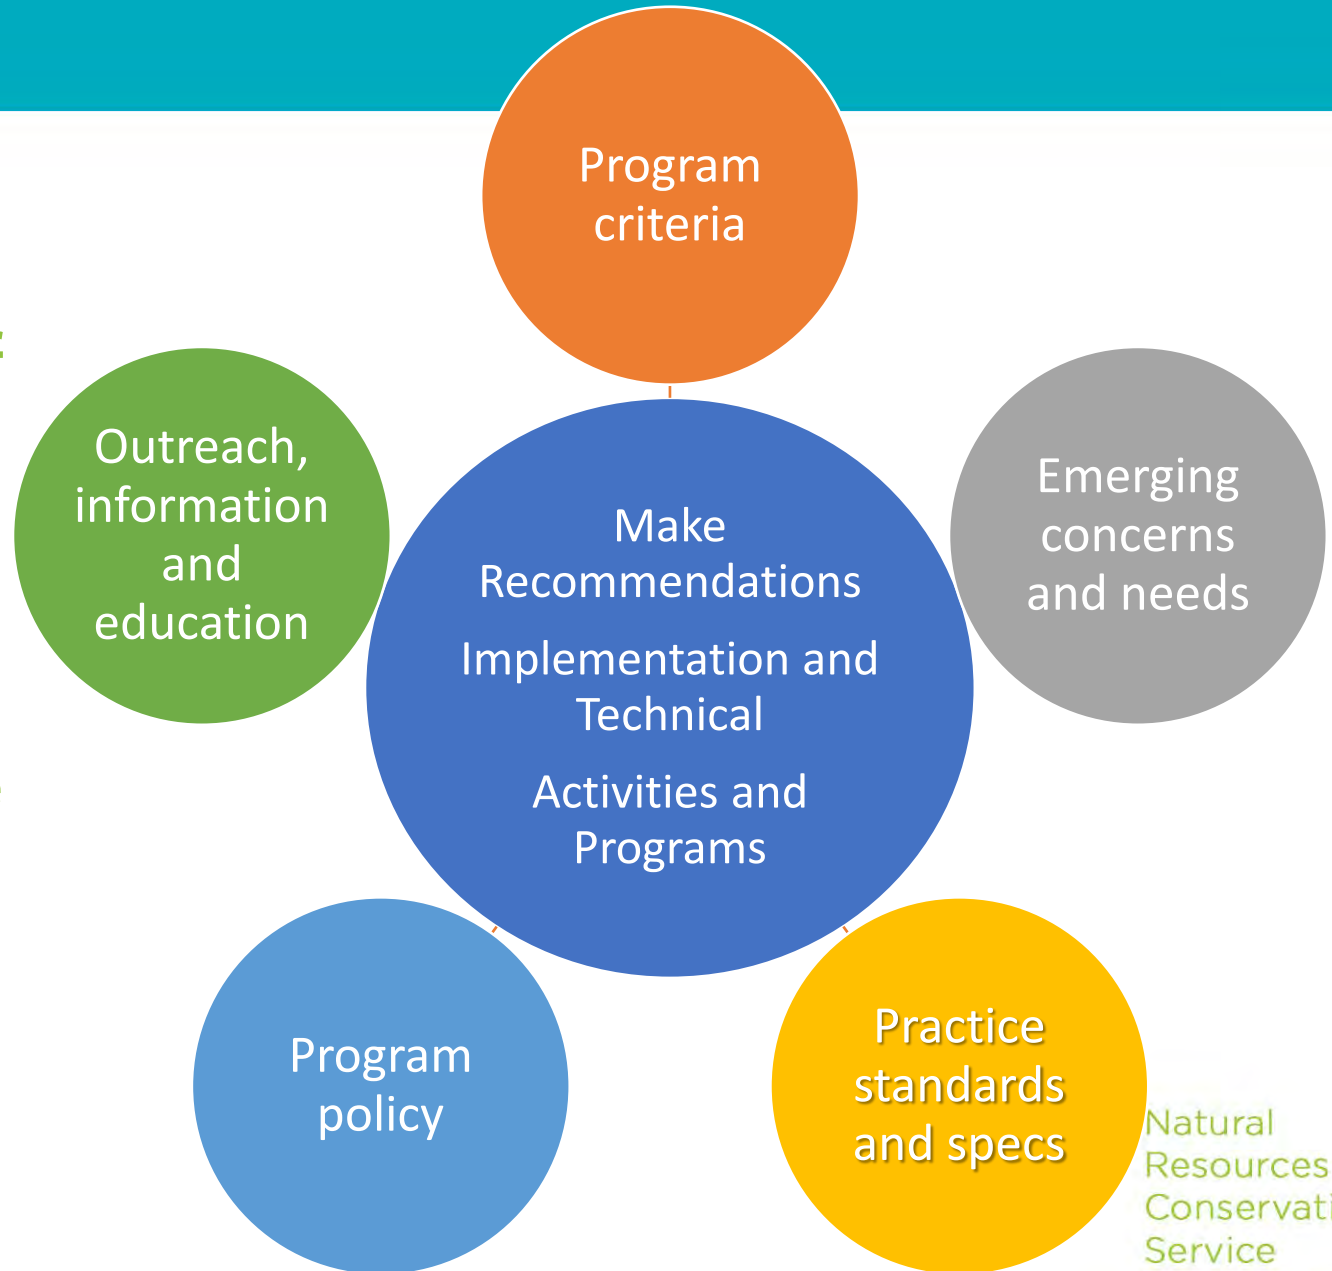 Program
criteria
Outreach,
information
and
education
Emerging
concerns
and needs
Make
Recommendations
Implementation and
Technical
Activities and
Programs
Program
policy
Practice
standards
and specs
Natural
Resources
Conservati
Service